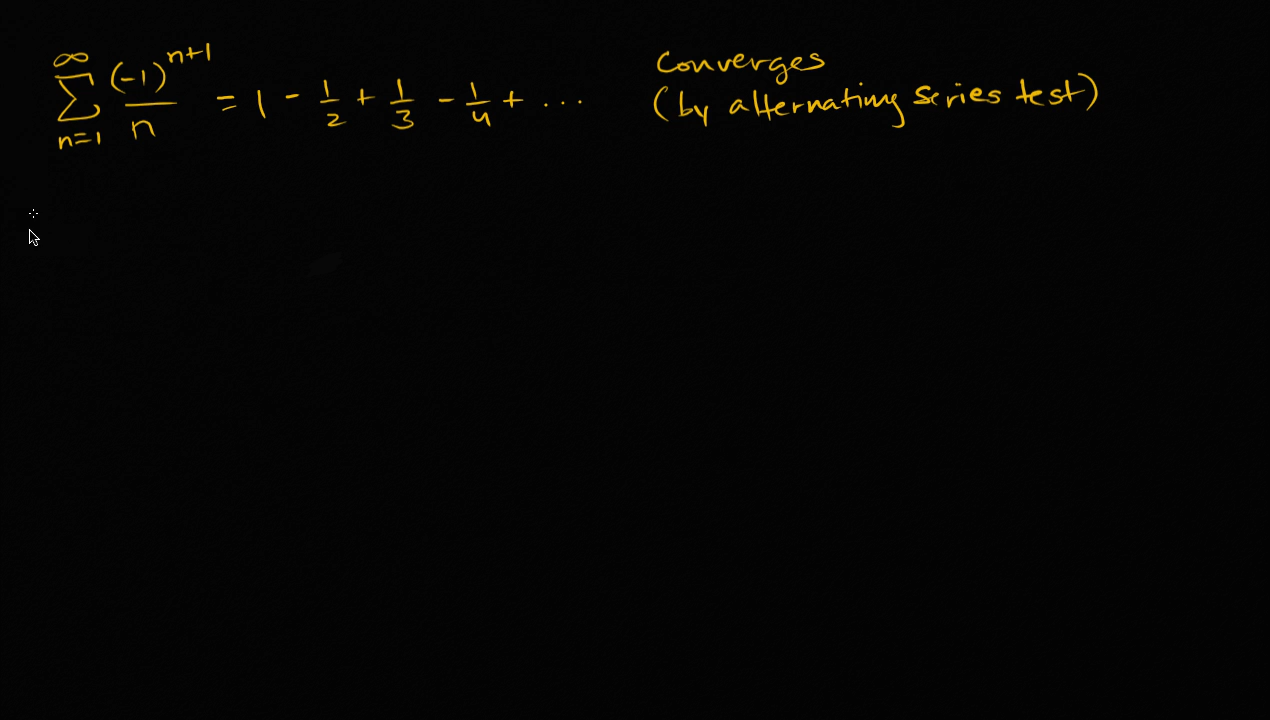 ∞ Σ n=1 (-1)^(n+1) / n = 1 - 1/2 + 1/3 - 1/4 + ...
Converges
(by alternating series test)